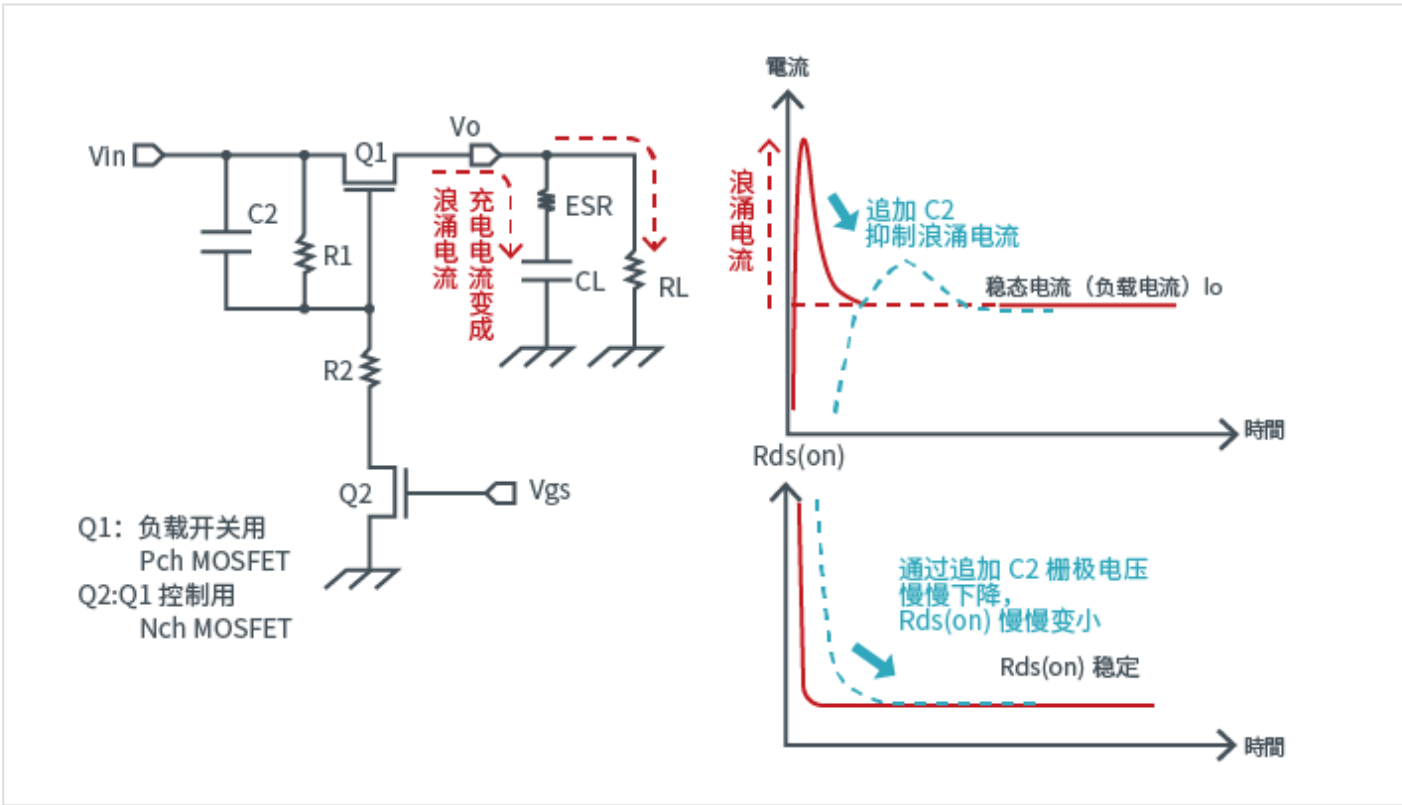 Vin
C2
R1
Q1
Vo
浪涌电流
充电电流变成
ESR
CL
RL
R2
Q2
Vgs
Q1：负载开关用
Pch MOSFET
Q2:Q1 控制用
Nch MOSFET
電流
浪涌电流
追加 C2
抑制浪涌电流
稳态电流（负载电流）Io
時間
Rds(on)
通过追加 C2 栅极电压
慢慢下降，
Rds(on) 慢慢变小
Rds(on) 稳定
時間